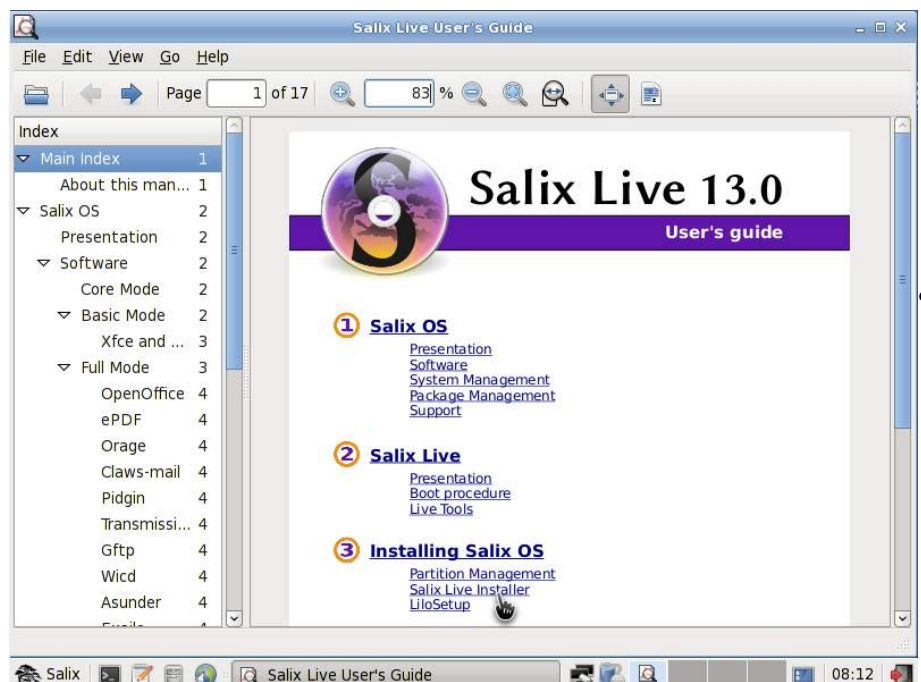 Salix Live User's Guide
File Edit View Go Help
Page 1 of 17 83 %
Index
Main Index 1
About this man... 1
Salix OS 2
Presentation 2
Software 2
Core Mode 2
Basic Mode 2
Xfce and ... 3
Full Mode 3
OpenOffice 4
ePDF 4
Orage 4
Claws-mail 4
Pidgin 4
Transmissi... 4
Gftp 4
Wicd 4
Asunder 4
S
Salix Live 13.0
User's guide
1 Salix OS
Presentation
Software
System Management
Package Management
Support
2 Salix Live
Presentation
Boot procedure
Live Tools
3 Installing Salix OS
Partition Management
Salix Live Installer
LiloSetup
Salix Salix Live User's Guide 08:12